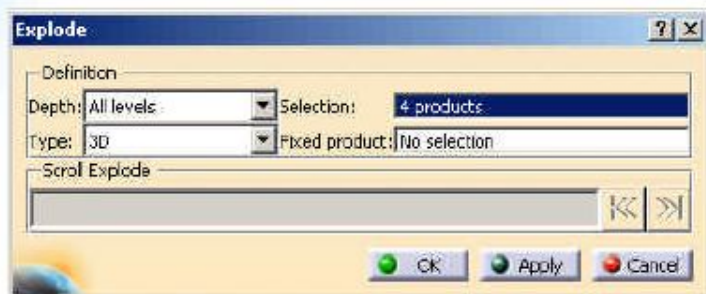 Explode
Definition
Depth: All levels Selection: 4 products
Type: 3D Fixed product: No selection
Scroll Explode
OK Apply Cancel